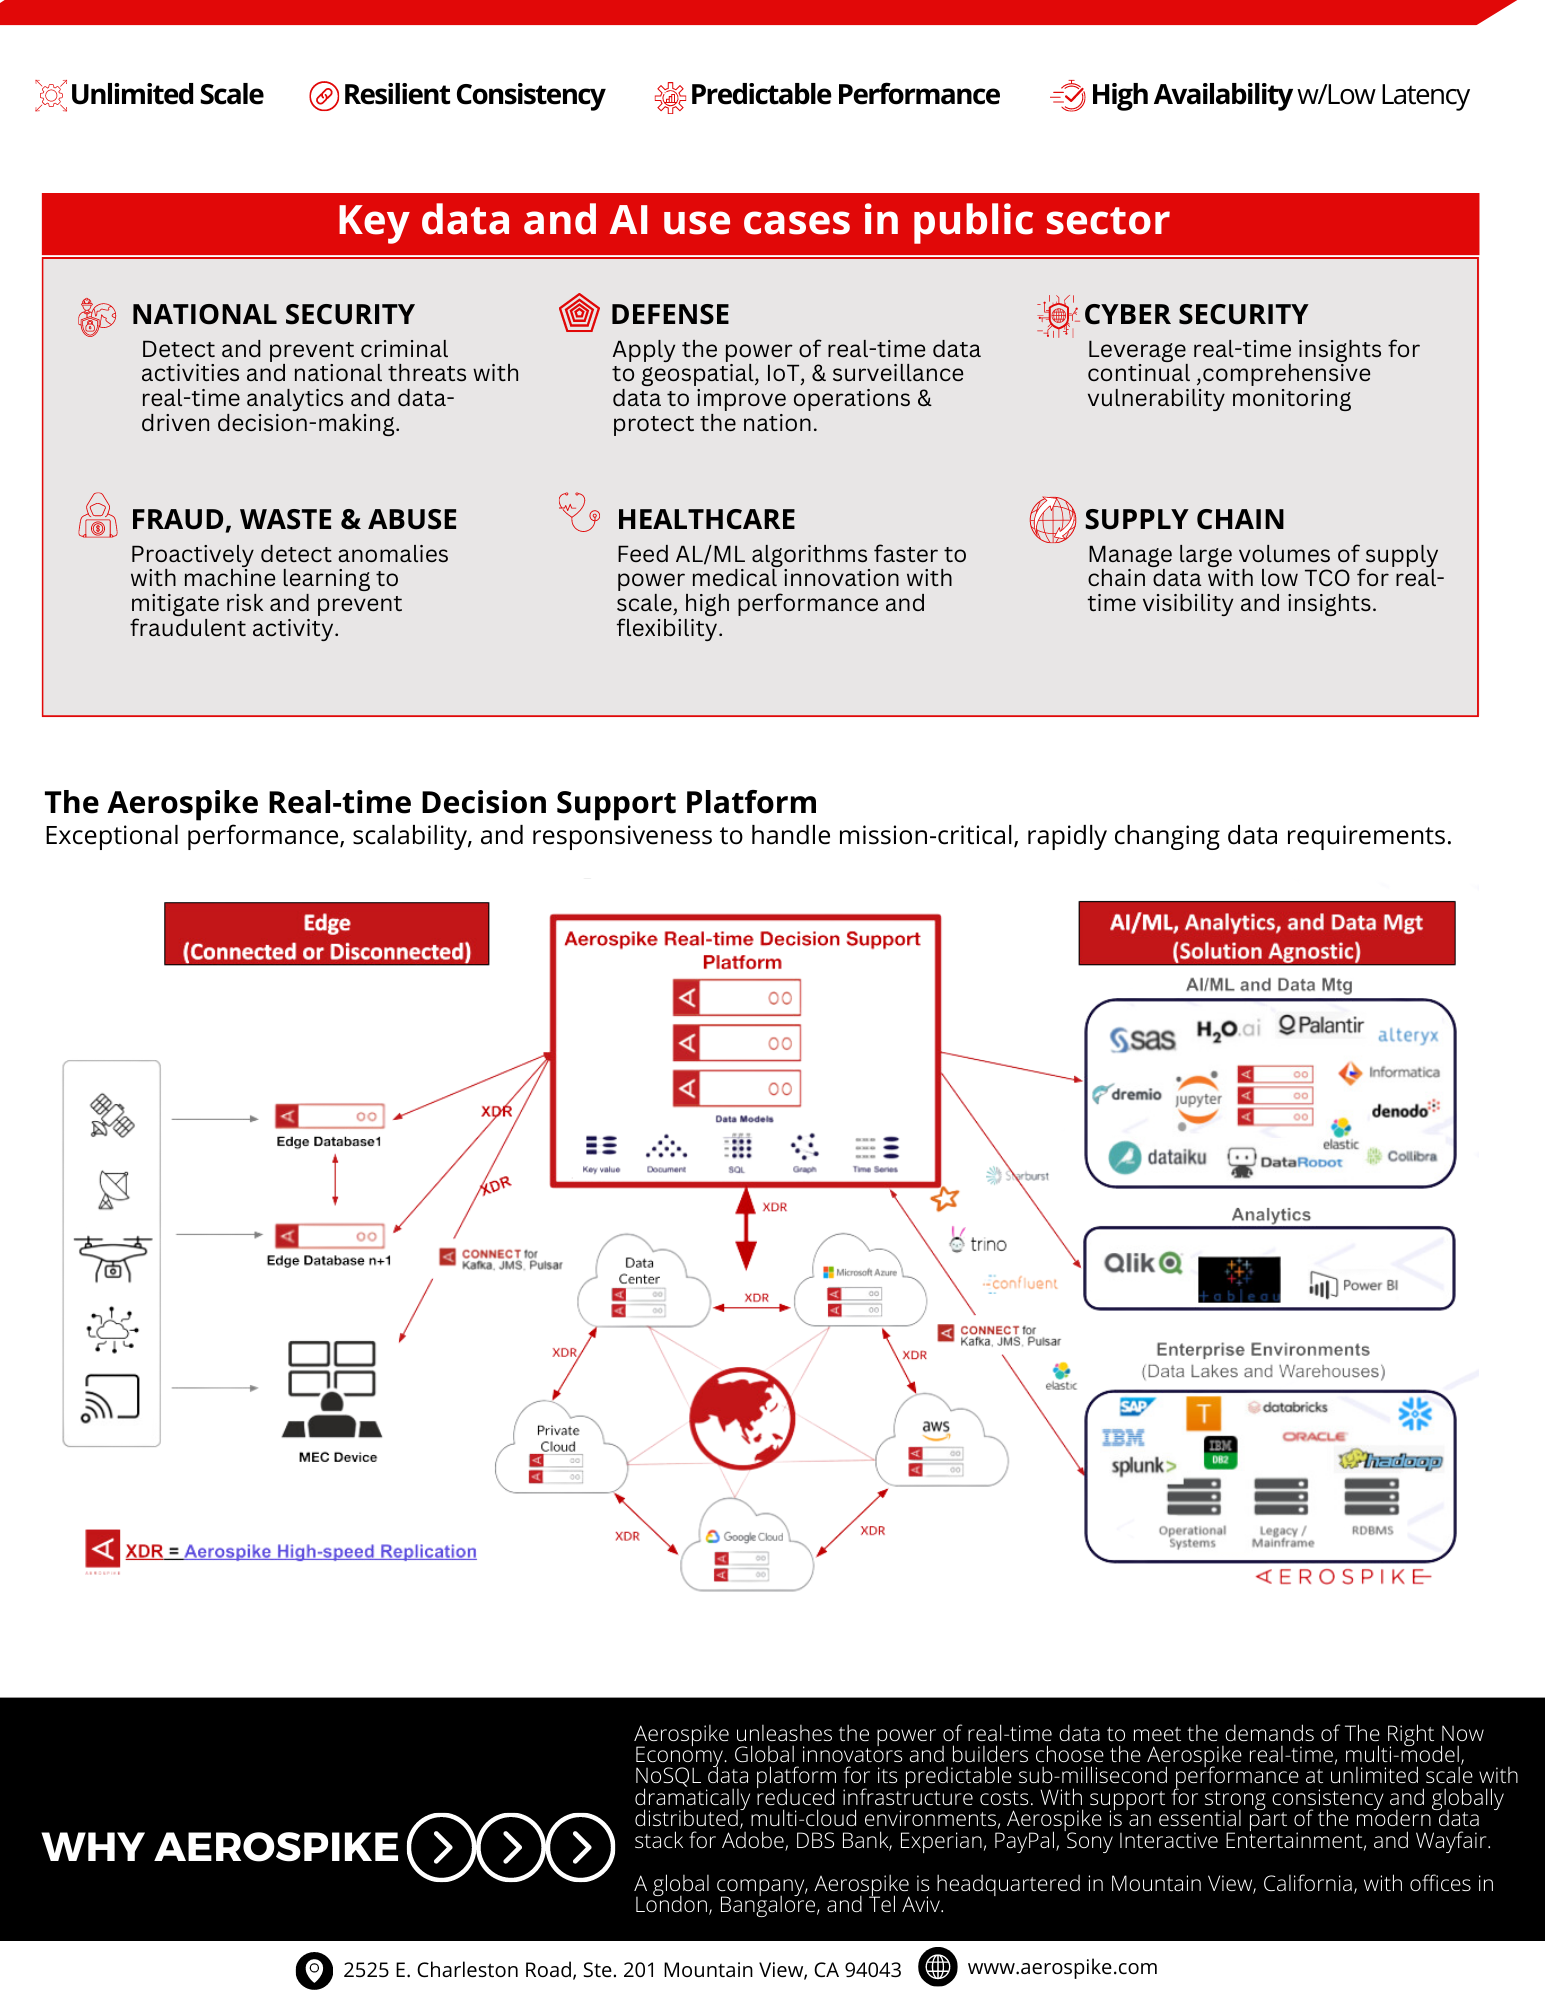 Unlimited Scale
Resilient Consistency
Predictable Performance
High Availability w/Low Latency
Key data and AI use cases in public sector
NATIONAL SECURITY
Detect and prevent criminal
activities and national threats with
real-time analytics and data-
driven decision-making.
DEFENSE
Apply the power of real-time data
to geospatial, IoT, & surveillance
data to improve operations &
protect the nation.
CYBER SECURITY
Leverage real-time insights for
continual ,comprehensive
vulnerability monitoring
FRAUD, WASTE & ABUSE
Proactively detect anomalies
with machine learning to
mitigate risk and prevent
fraudulent activity.
HEALTHCARE
Feed AL/ML algorithms faster to
power medical innovation with
scale, high performance and
flexibility.
SUPPLY CHAIN
Manage large volumes of supply
chain data with low TCO for real-
time visibility and insights.
The Aerospike Real-time Decision Support Platform
Exceptional performance, scalability, and responsiveness to handle mission-critical, rapidly changing data requirements.
Edge
(Connected or Disconnected)
Edge Database1
Edge Database n+1
MEC Device
XDR
XDR
CONNECT for
Kafka, JMS, Pulsar
XDR = Aerospike High-speed Replication
AEROSPIKE
Aerospike Real-time Decision Support
Platform
Data Models
Key value
Document
SQL
Graph
Time Series
XDR
Data
Center
XDR
Microsoft Azure
XDR
XDR
Private
Cloud
aws
XDR
Google Cloud
XDR
Starburst
trino
confluent
CONNECT for
Kafka, JMS, Pulsar
elastic
AI/ML, Analytics, and Data Mgt
(Solution Agnostic)
AI/ML and Data Mtg
sas
H2O.ai
Palantir
alteryx
dremio
jupyter
Informatica
denodo
elastic
dataiku
DataRobot
Collibra
Analytics
Qlik
tableau
Power BI
Enterprise Environments
(Data Lakes and Warehouses)
SAP
T
databricks
IBM
IBM
DB2
ORACLE
splunk>
hadoop
Operational
Systems
Legacy /
Mainframe
RDBMS
AEROSPIKE
WHY AEROSPIKE
Aerospike unleashes the power of real-time data to meet the demands of The Right Now
Economy. Global innovators and builders choose the Aerospike real-time, multi-model,
NoSQL data platform for its predictable sub-millisecond performance at unlimited scale with
dramatically reduced infrastructure costs. With support for strong consistency and globally
distributed, multi-cloud environments, Aerospike is an essential part of the modern data
stack for Adobe, DBS Bank, Experian, PayPal, Sony Interactive Entertainment, and Wayfair.
A global company, Aerospike is headquartered in Mountain View, California, with offices in
London, Bangalore, and Tel Aviv.
2525 E. Charleston Road, Ste. 201 Mountain View, CA 94043
www.aerospike.com